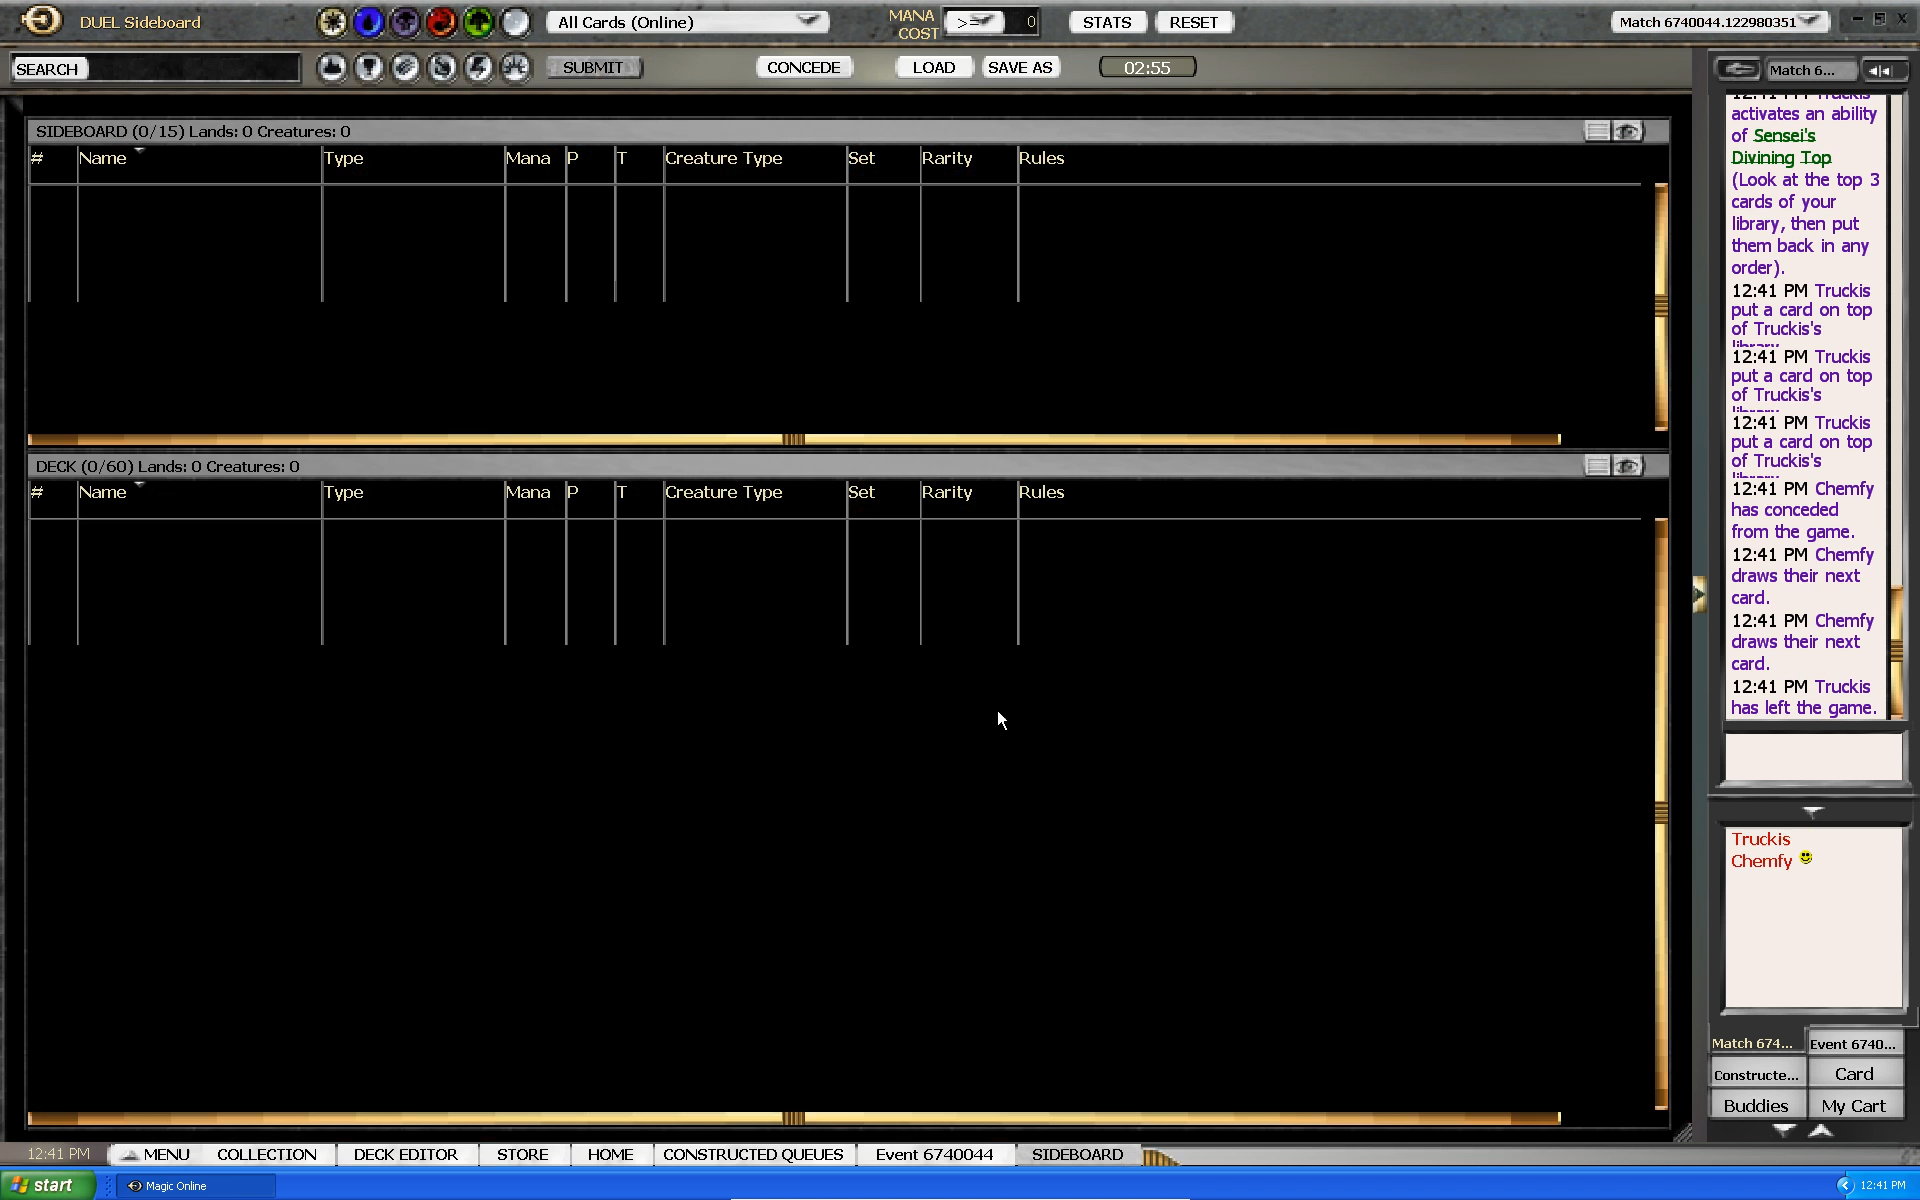 DUEL Sideboard
All Cards (Online)
MANA
COST
>=
0
STATS
RESET
Match 6740044.122980351
SEARCH
SUBMIT
CONCEDE
LOAD
SAVE AS
02:55
Match 6...
SIDEBOARD (0/15) Lands: 0 Creatures: 0
# Name Type Mana P T Creature Type Set Rarity Rules
DECK (0/60) Lands: 0 Creatures: 0
# Name Type Mana P T Creature Type Set Rarity Rules
12:41 PM Truckis
activates an ability
of Sensei's
Divining Top
(Look at the top 3
cards of your
library, then put
them back in any
order).
12:41 PM Truckis
put a card on top
of Truckis's
library.
12:41 PM Truckis
put a card on top
of Truckis's
library.
12:41 PM Truckis
put a card on top
of Truckis's
library.
12:41 PM Chemfy
has conceded
from the game.
12:41 PM Chemfy
draws their next
card.
12:41 PM Chemfy
draws their next
card.
12:41 PM Truckis
has left the game.
Truckis
Chemfy
Match 674...
Event 6740...
Constructe...
Card
Buddies
My Cart
12:41 PM
MENU
COLLECTION
DECK EDITOR
STORE
HOME
CONSTRUCTED QUEUES
Event 6740044
SIDEBOARD
start
Magic Online
12:41 PM